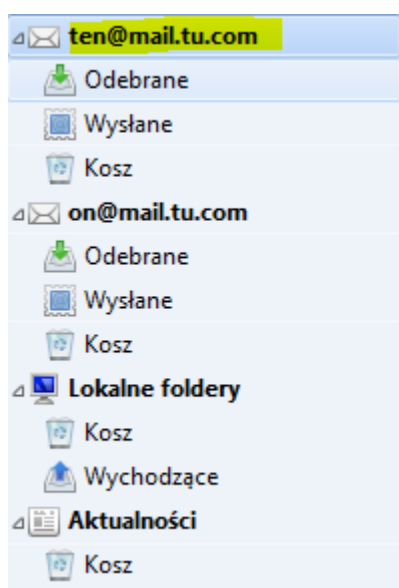 ten@mail.tu.com
Odebrane
Wysłane
Kosz
on@mail.tu.com
Odebrane
Wysłane
Kosz
Lokalne foldery
Kosz
Wychodzące
Aktualności
Kosz